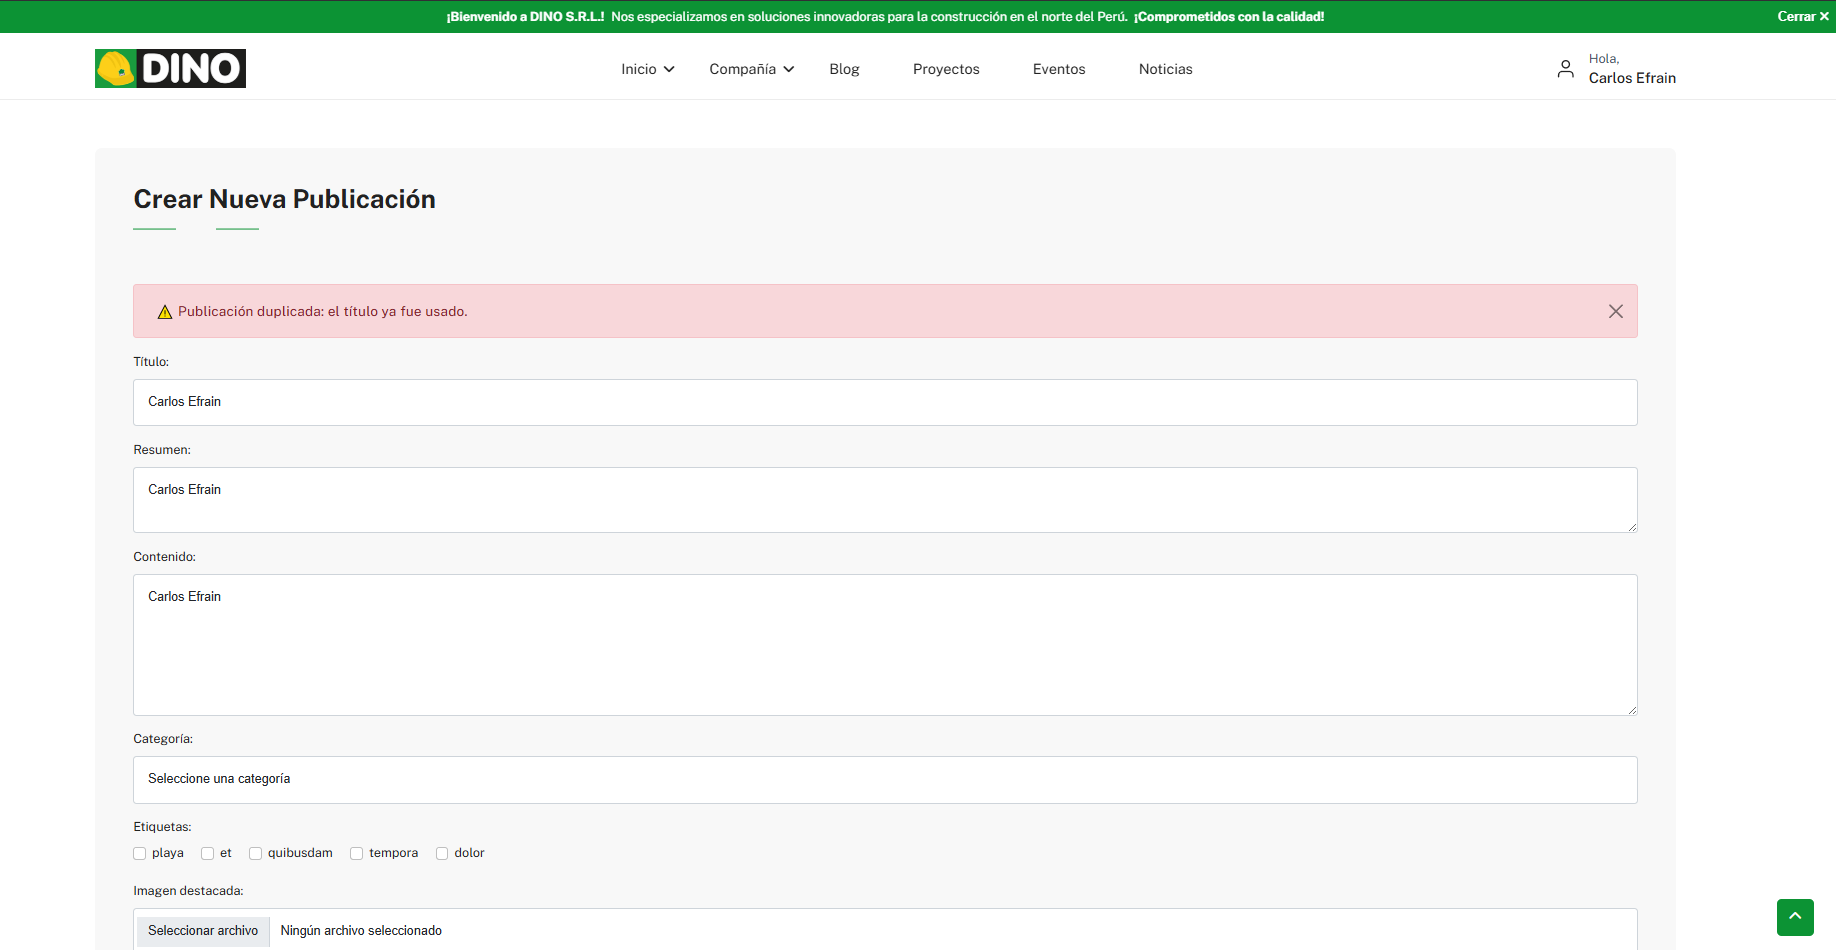 ¡Bienvenido a DINO S.R.L.! Nos especializamos en soluciones innovadoras para la construcción en el norte del Perú. ¡Comprometidos con la calidad! Cerrar ✕
DINO
Inicio Compañía Blog Proyectos Eventos Noticias
Hola,
Carlos Efrain
Crear Nueva Publicación
Publicación duplicada: el título ya fue usado.
Título:
Carlos Efrain
Resumen:
Carlos Efrain
Contenido:
Carlos Efrain
Categoría:
Seleccione una categoría
Etiquetas:
playa et quibusdam tempora dolor
Imagen destacada:
Seleccionar archivo Ningún archivo seleccionado